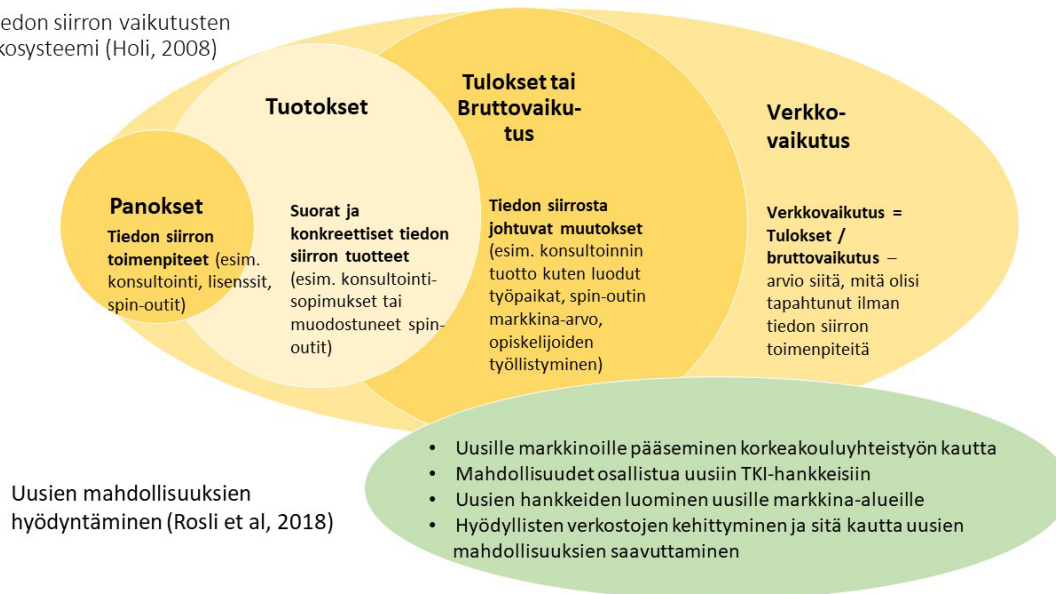 iedon siirron vaikutusten
kosysteemi (Holi, 2008)
Panokset
Tiedon siirron
toimenpiteet (esim.
konsultointi, lisenssit,
spin-outit)
Tuotokset
Suorat ja
konkreettiset tiedon
siirron tuotteet
(esim. konsultointi-
sopimukset tai
muodostuneet spin-
outit)
Tulokset tai
Bruttovaiku-
tus
Tiedon siirrosta
johtuvat muutokset
(esim. konsultoinnin
tuotto kuten luodut
työpaikat, spin-outin
markkina-arvo,
opiskelijoiden
työllistyminen)
Verkko-
vaikutus
Verkkovaikutus =
Tulokset /
bruttovaikutus –
arvio siitä, mitä olisi
tapahtunut ilman
tiedon siirron
toimenpiteitä
Uusien mahdollisuuksien
hyödyntäminen (Rosli et al, 2018)
• Uusille markkinoille pääseminen korkeakouluyhteistyön kautta
• Mahdollisuudet osallistua uusiin TKI-hankkeisiin
• Uusien hankkeiden luominen uusille markkina-alueille
• Hyödyllisten verkostojen kehittyminen ja sitä kautta uusien
mahdollisuuksien saavuttaminen